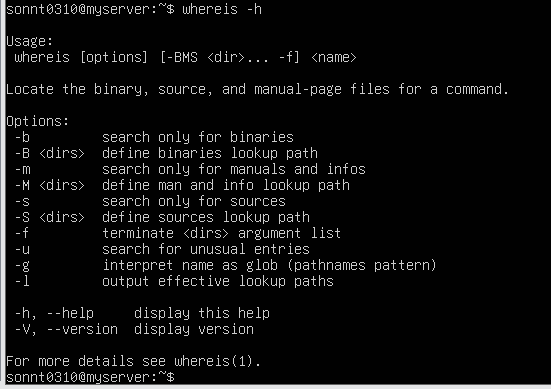 sonnt0310@myserver:~$ whereis -h

Usage:
 whereis [options] [-BMS <dir>... -f] <name>

Locate the binary, source, and manual-page files for a command.

Options:
 -b         search only for binaries
 -B <dirs>  define binaries lookup path
 -m         search only for manuals and infos
 -M <dirs>  define man and info lookup path
 -s         search only for sources
 -S <dirs>  define sources lookup path
 -f         terminate <dirs> argument list
 -u         search for unusual entries
 -g         interpret name as glob (pathnames pattern)
 -l         output effective lookup paths

 -h, --help     display this help
 -V, --version  display version

For more details see whereis(1).
sonnt0310@myserver:~$